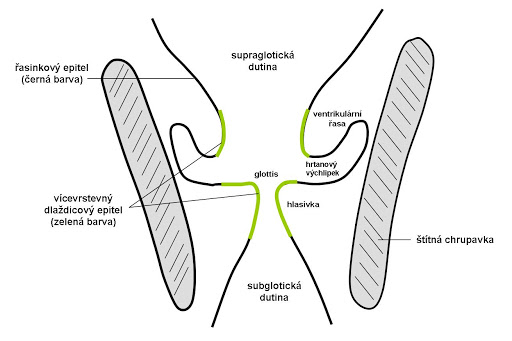 supraglotická
dutina
řasinkový epitel
(černá barva)
ventrikulární
řasa
hrtanový
výchlípek
glottis
vícevrstevný
dlaždicový epitel
(zelená barva)
hlasivka
štítná chrupavka
subglotická
dutina